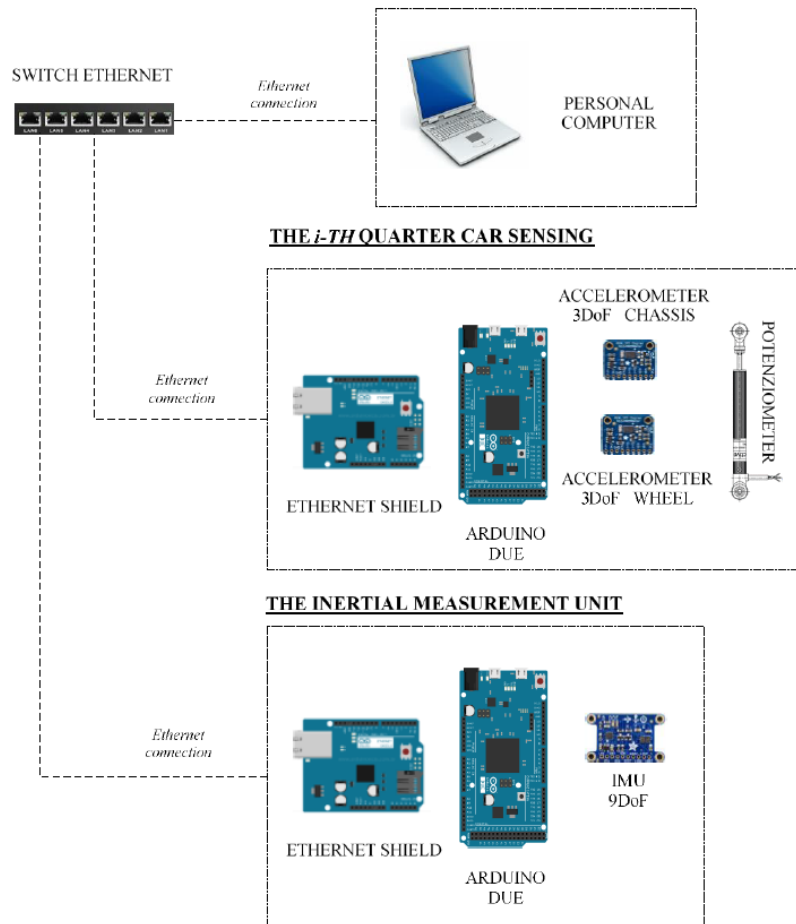 SWITCH ETHERNET
Ethernet
connection
PERSONAL
COMPUTER
THE i-TH QUARTER CAR SENSING
ACCELEROMETER
3DoF CHASSIS
POTENZIOMETER
Ethernet
connection
ACCELEROMETER
3DoF WHEEL
ETHERNET SHIELD
ARDUINO
DUE
THE INERTIAL MEASUREMENT UNIT
Ethernet
connection
IMU
9DoF
ETHERNET SHIELD
ARDUINO
DUE